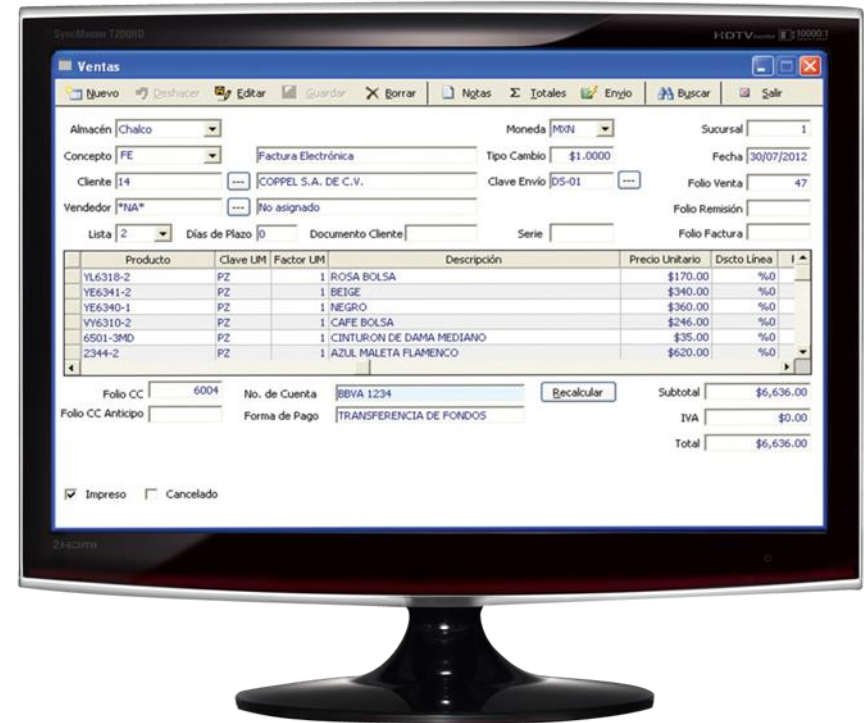 SyncMaster T200HD HDTV monitor 10000:1
Ventas
Nuevo Deshacer Editar Guardar Borrar Notas Σ Totales Envio Buscar Salir
Almacén Chalco Moneda MXN Sucursal 1
Concepto FE Factura Electrónica Tipo Cambio $1.0000 Fecha 30/07/2012
Cliente 14 --- COPPEL S.A. DE C.V. Clave Envío DS-01 --- Folio Venta 47
Vendedor *NA* --- No asignado Folio Remisión
Lista 2 Días de Plazo 0 Documento Cliente Serie Folio Factura
Producto Clave UM Factor UM Descripción Precio Unitario Dscto Línea
YL6318-2 PZ 1 ROSA BOLSA $170.00 %0
YE6341-2 PZ 1 BEIGE $340.00 %0
YE6340-1 PZ 1 NEGRO $360.00 %0
VY6310-2 PZ 1 CAFE BOLSA $246.00 %0
6501-3MD PZ 1 CINTURON DE DAMA MEDIANO $35.00 %0
2344-2 PZ 1 AZUL MALETA FLAMENCO $620.00 %0
Folio CC 6004 No. de Cuenta BBVA 1234 Recalcular Subtotal $6,636.00
Folio CC Anticipo Forma de Pago TRANSFERENCIA DE FONDOS IVA $0.00
Total $6,636.00
Impreso Cancelado
2HDMI